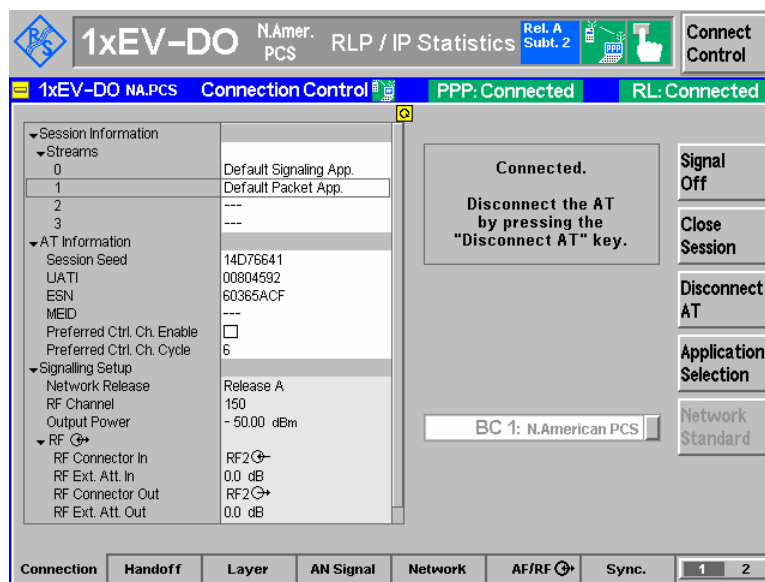 1xEV-DO N.Amer. PCS RLP / IP Statistics Rel. A Subt. 2 Connect Control
1xEV-DO NA.PCS Connection Control PPP: Connected RL: Connected
Session Information
Streams
0 Default Signaling App.
1 Default Packet App.
2 ---
3 ---
AT Information
Session Seed 14D76641
UATI 00804592
ESN 60365ACF
MEID ---
Preferred Ctrl. Ch. Enable
Preferred Ctrl. Ch. Cycle 6
Signalling Setup
Network Release Release A
RF Channel 150
Output Power - 50.00 dBm
RF
RF Connector In RF2
RF Ext. Att. In 0.0 dB
RF Connector Out RF2
RF Ext. Att. Out 0.0 dB
Connected.
Disconnect the AT
by pressing the
"Disconnect AT" key.
BC 1: N.American PCS
Signal
Off
Close
Session
Disconnect
AT
Application
Selection
Network
Standard
Connection Handoff Layer AN Signal Network AF/RF Sync. 1 2